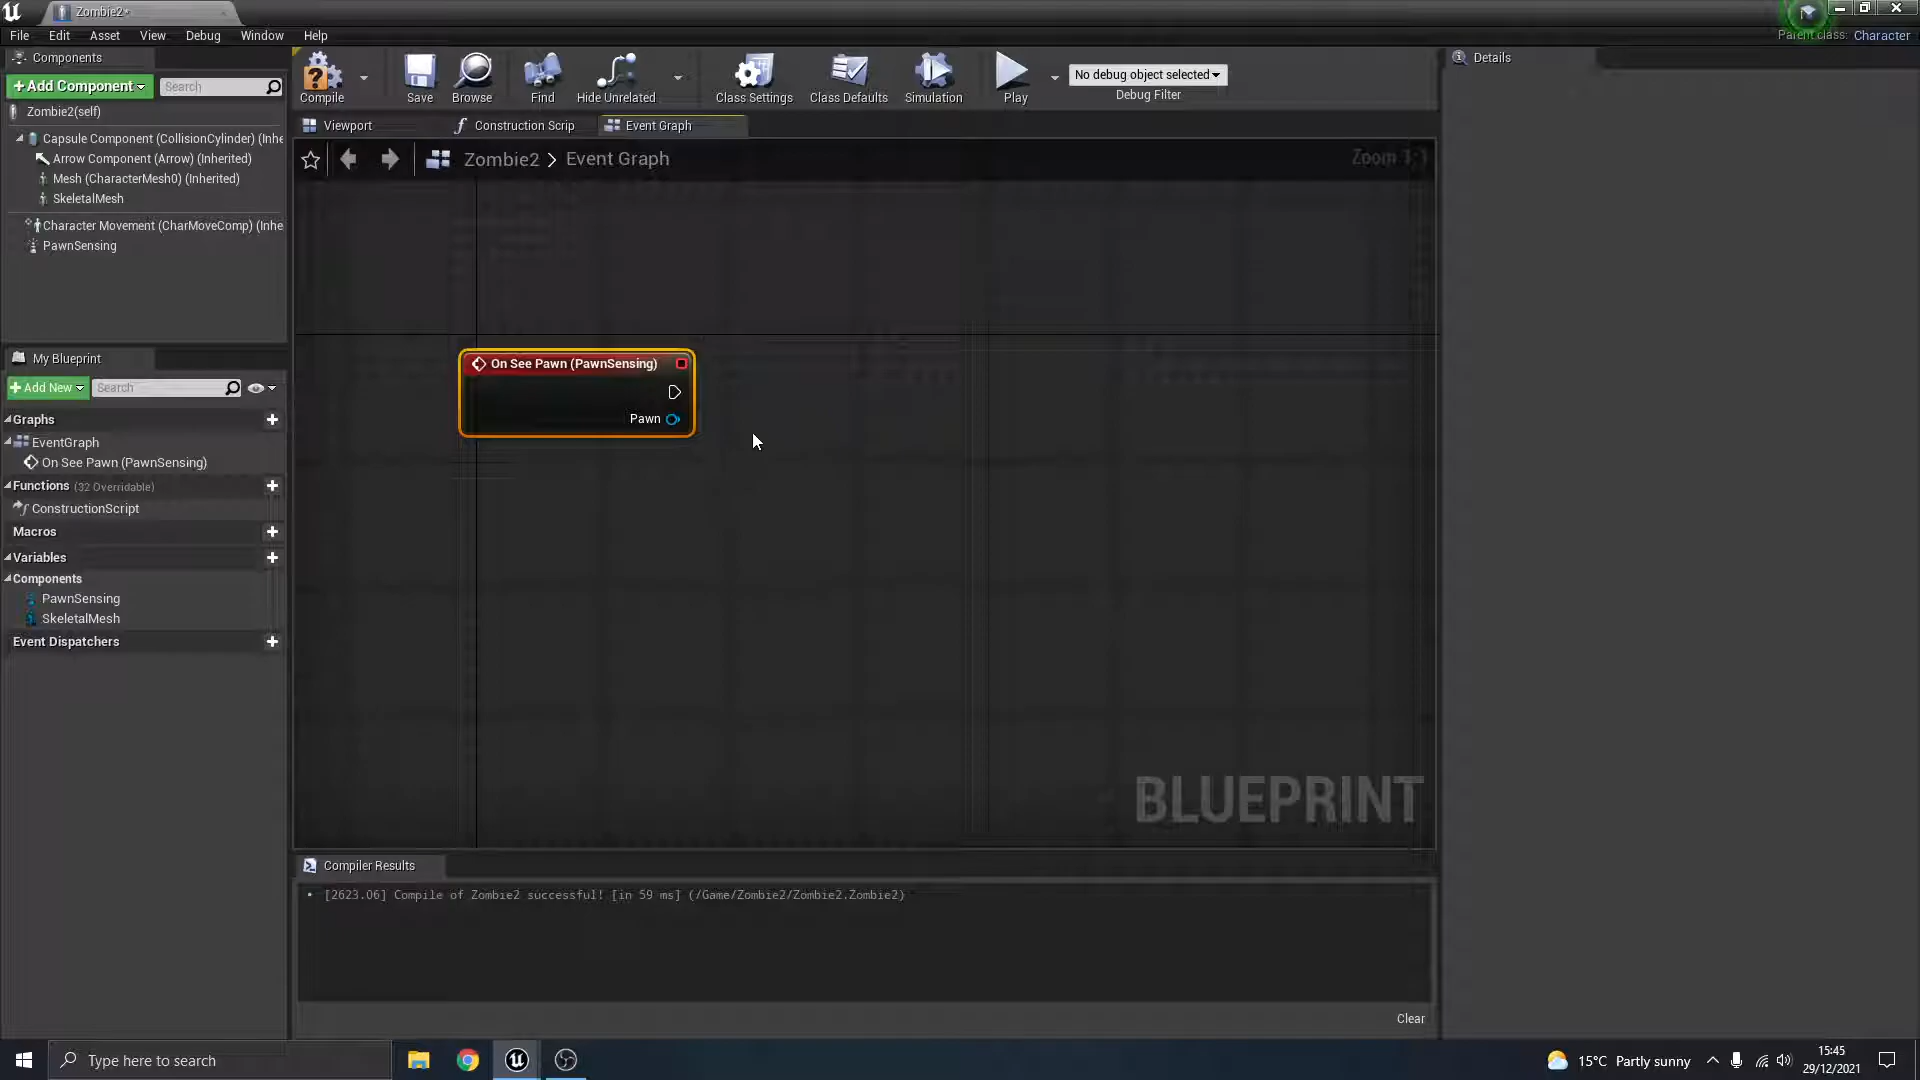 Zombie2*
File Edit Asset View Debug Window Help
Parent class: Character
Components
+Add Component
Search
Zombie2(self)
Capsule Component (CollisionCylinder) (Inhe
Arrow Component (Arrow) (Inherited)
Mesh (CharacterMesh0) (Inherited)
SkeletalMesh
Character Movement (CharMoveComp) (Inhe
PawnSensing
Compile
Save
Browse
Find
Hide Unrelated
Class Settings
Class Defaults
Simulation
Play
No debug object selected
Debug Filter
Details
Viewport
Construction Scrip
Event Graph
Zombie2 > Event Graph
Zoom 1:1
On See Pawn (PawnSensing)
Pawn
BLUEPRINT
My Blueprint
+Add New
Search
Graphs
EventGraph
On See Pawn (PawnSensing)
Functions (32 Overridable)
ConstructionScript
Macros
Variables
Components
PawnSensing
SkeletalMesh
Event Dispatchers
Compiler Results
[2623.06] Compile of Zombie2 successful! [in 59 ms] (/Game/Zombie2/Zombie2.Zombie2)
Clear
Type here to search
15°C Partly sunny
15:45
29/12/2021